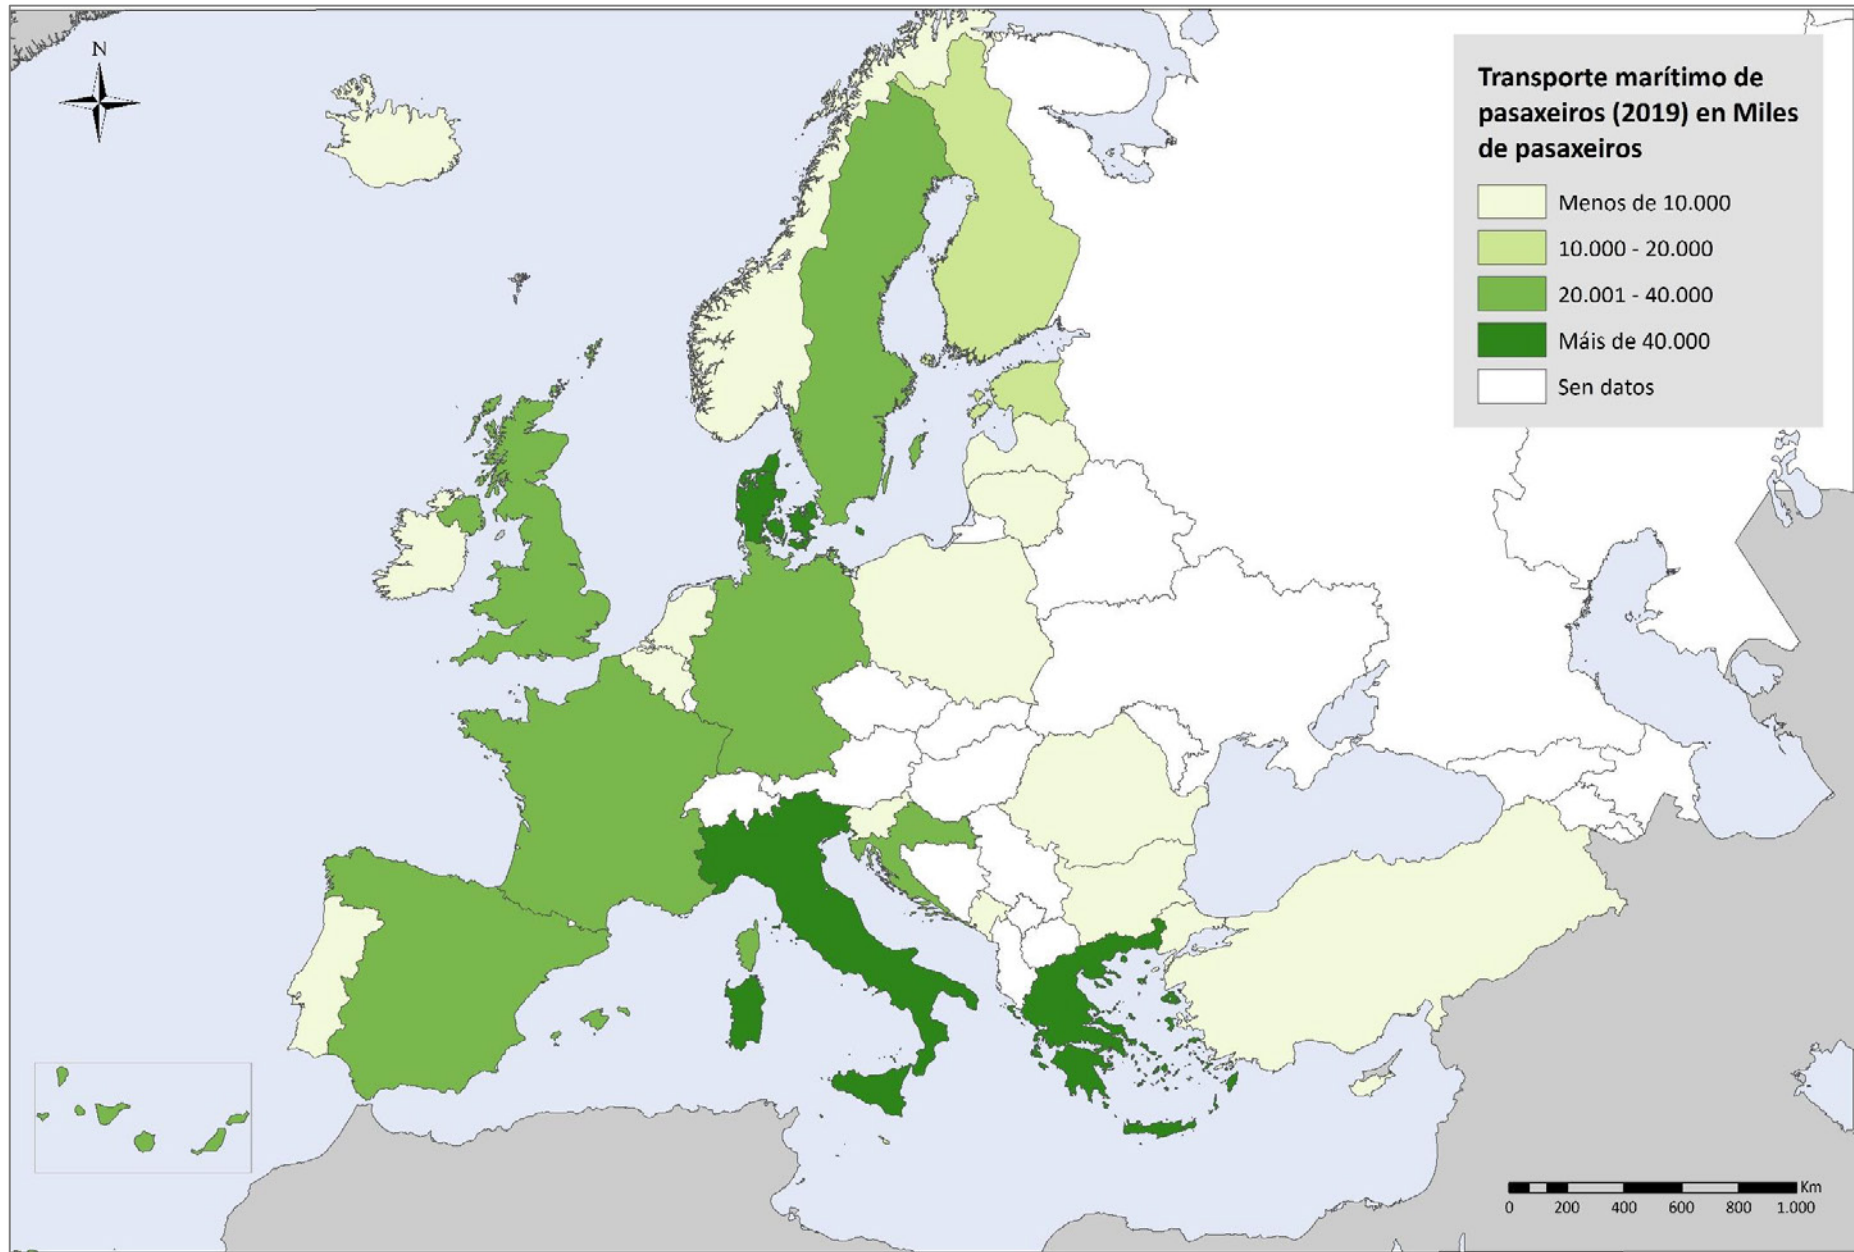 N
Transporte marítimo de
pasaxeiros (2019) en Miles
de pasaxeiros
Menos de 10.000
10.000 - 20.000
20.001 - 40.000
Máis de 40.000
Sen datos
Km
0 200 400 600 800 1.000